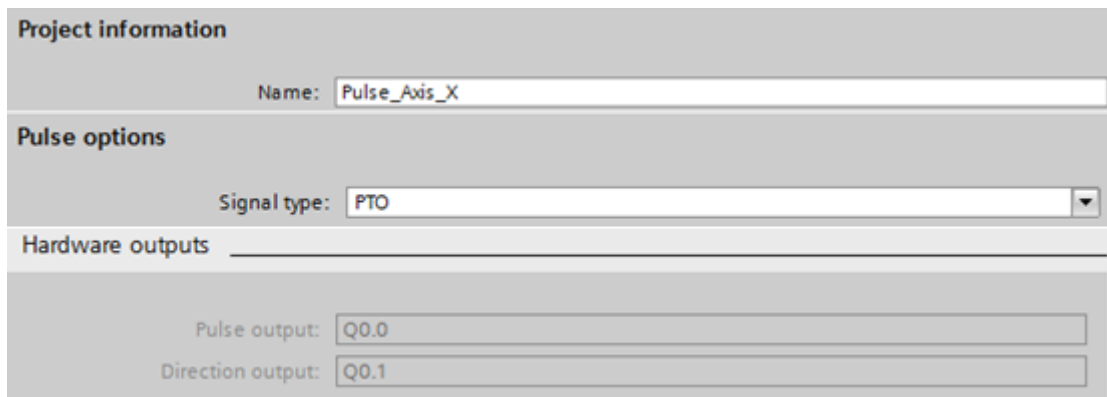 Project information
Name: Pulse_Axis_X
Pulse options
Signal type: PTO
Hardware outputs
Pulse output: Q0.0
Direction output: Q0.1